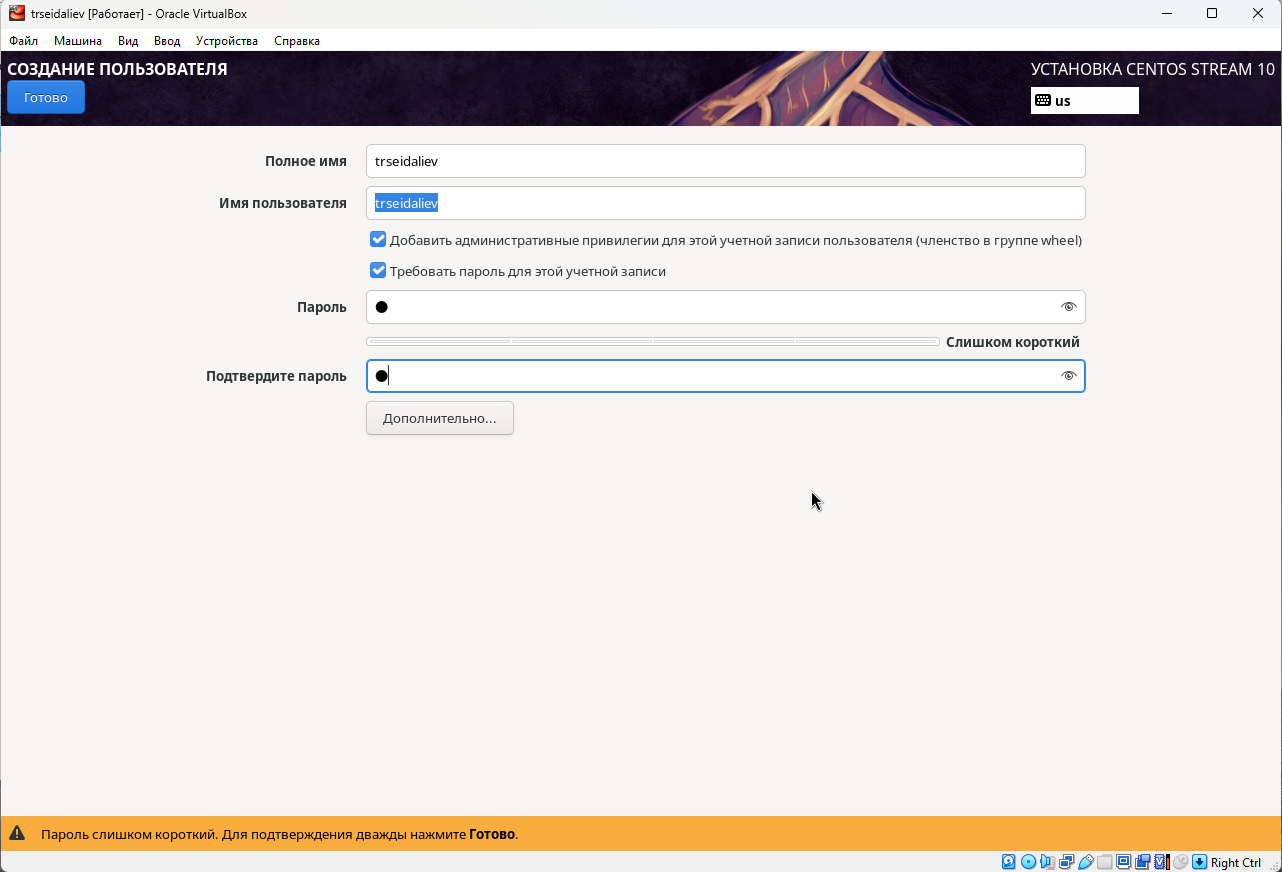 trseidaliev [Работает] - Oracle VirtualBox
Файл Машина Вид Ввод Устройства Справка
СОЗДАНИЕ ПОЛЬЗОВАТЕЛЯ
УСТАНОВКА CENTOS STREAM 10
Готово
us
Полное имя
trseidaliev
Имя пользователя
trseidaliev
Добавить административные привилегии для этой учетной записи пользователя (членство в группе wheel)
Требовать пароль для этой учетной записи
Пароль
Слишком короткий
Подтвердите пароль
Дополнительно...
Пароль слишком короткий. Для подтверждения дважды нажмите Готово.
Right Ctrl